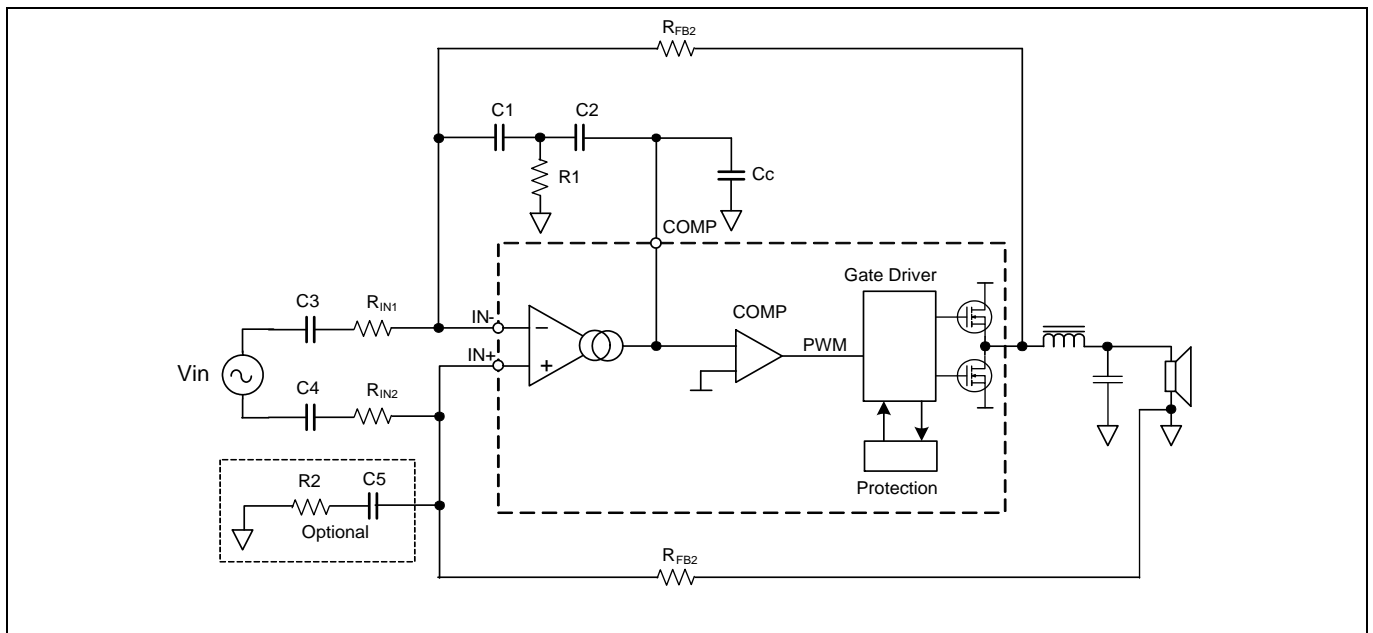 RFB2
C1
C2
R1
Cc
COMP
Gate Driver
C3
RIN1
IN-
COMP
PWM
IN+
Vin
C4
RIN2
R2
C5
Optional
Protection
RFB2